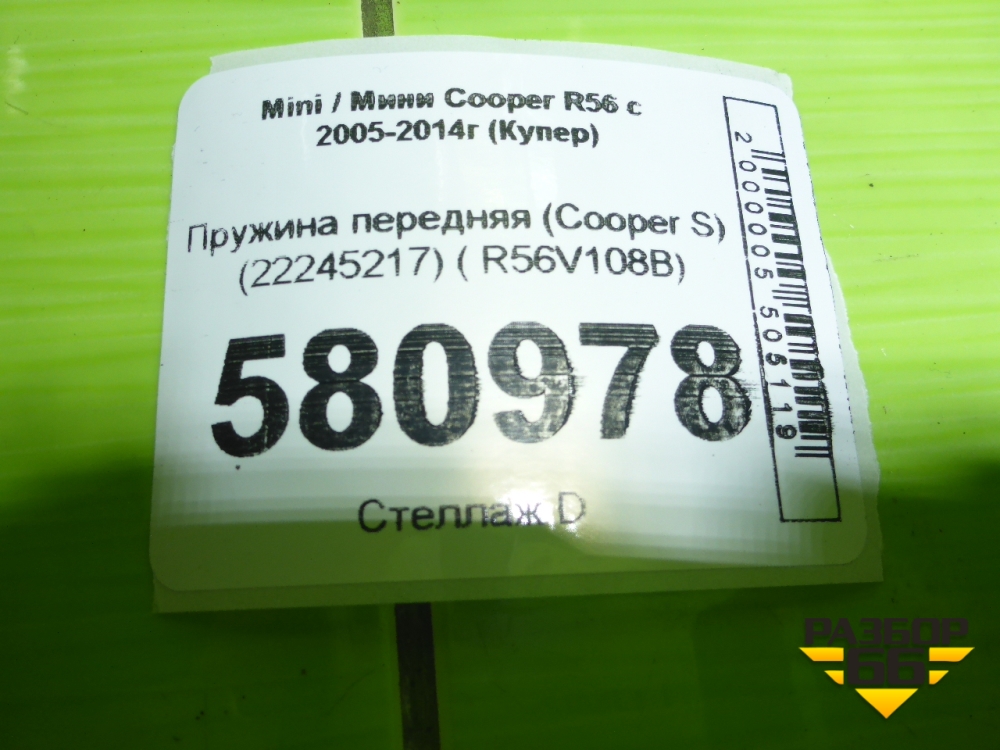 Mini / Мини Cooper R56 с
2005-2014г (Купер)
Пружина передняя (Cooper S)
(22245217) ( R56V108B)
580978
Стеллаж D
2000005505119
РАЗБОР
66